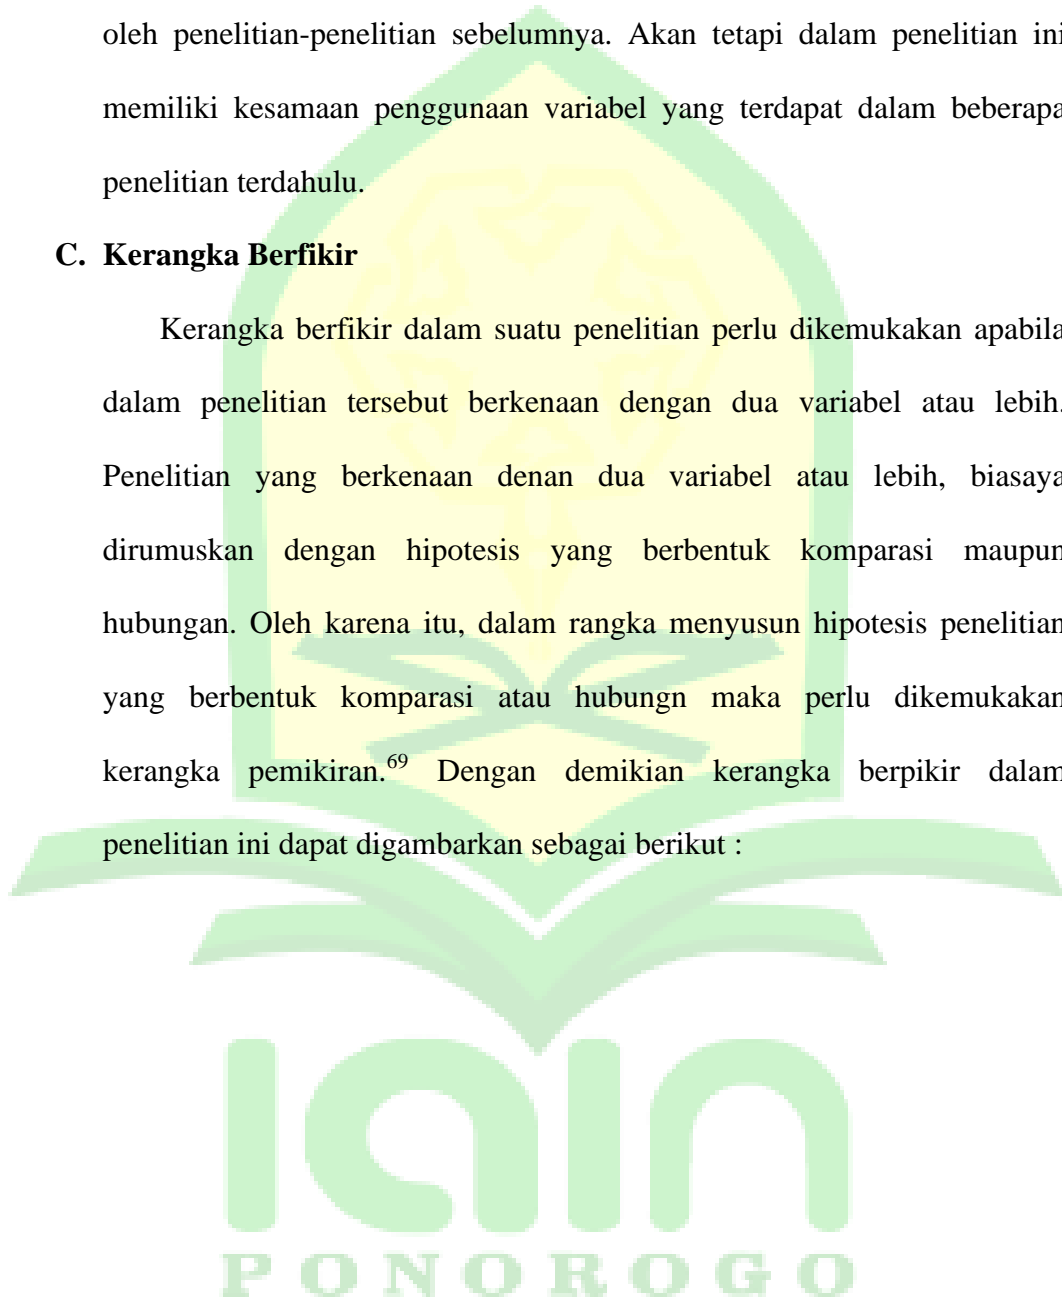 oleh penelitian-penelitian sebelumnya. Akan tetapi dalam penelitian ini
memiliki kesamaan penggunaan variabel yang terdapat dalam beberapa
penelitian terdahulu.
C. Kerangka Berfikir
Kerangka berfikir dalam suatu penelitian perlu dikemukakan apabila
dalam penelitian tersebut berkenaan dengan dua variabel atau lebih.
Penelitian yang berkenaan denan dua variabel atau lebih, biasaya
dirumuskan dengan hipotesis yang berbentuk komparasi maupun
hubungan. Oleh karena itu, dalam rangka menyusun hipotesis penelitian
yang berbentuk komparasi atau hubungn maka perlu dikemukakan
kerangka pemikiran.69 Dengan demikian kerangka berpikir dalam
penelitian ini dapat digambarkan sebagai berikut :
IAIN
PONOROGO